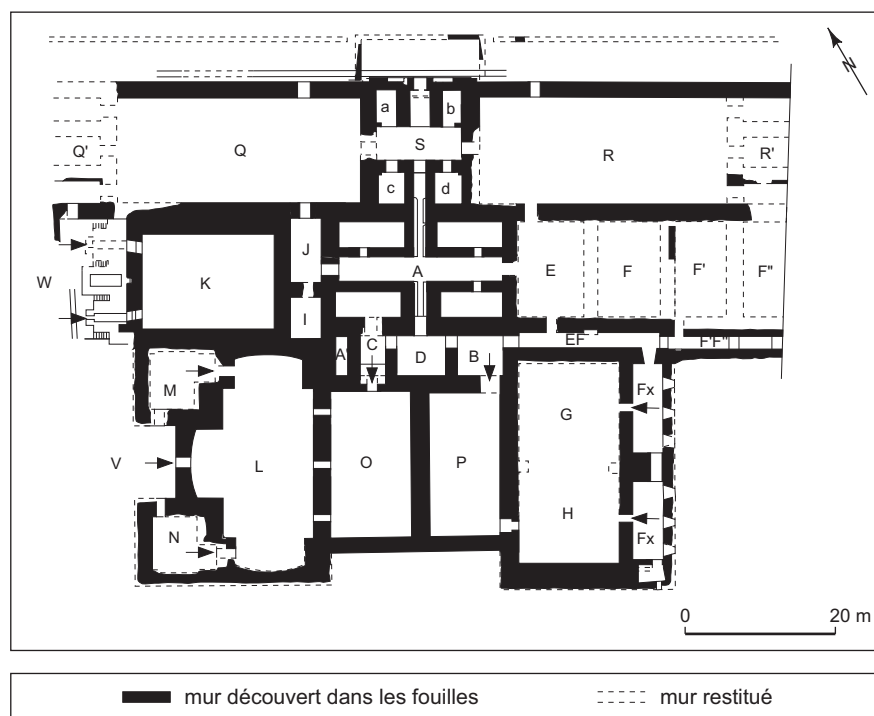 N
a b
Q' Q S R R'
c d
J
W K A E F F' F"
I
A' C D B EF F'F"
M Fx
G
V L O P
H
N Fx
0 20 m
mur découvert dans les fouilles mur restitué